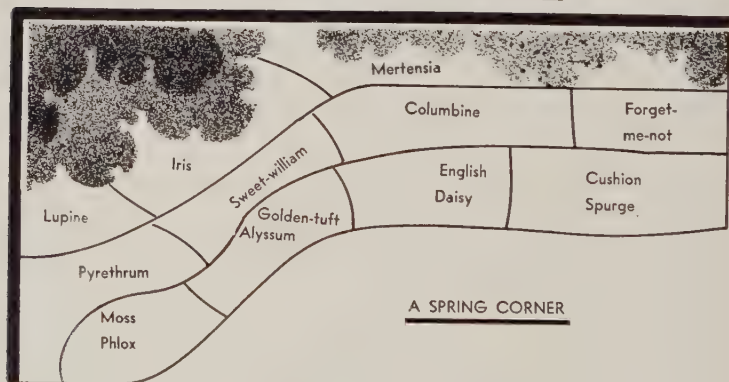 Mertensia
Columbine
Forget-
me-not
Iris
Sweet-william
English
Daisy
Cushion
Spurge
Lupine
Golden-tuft
Alyssum
Pyrethrum
Moss
Phlox
A SPRING CORNER